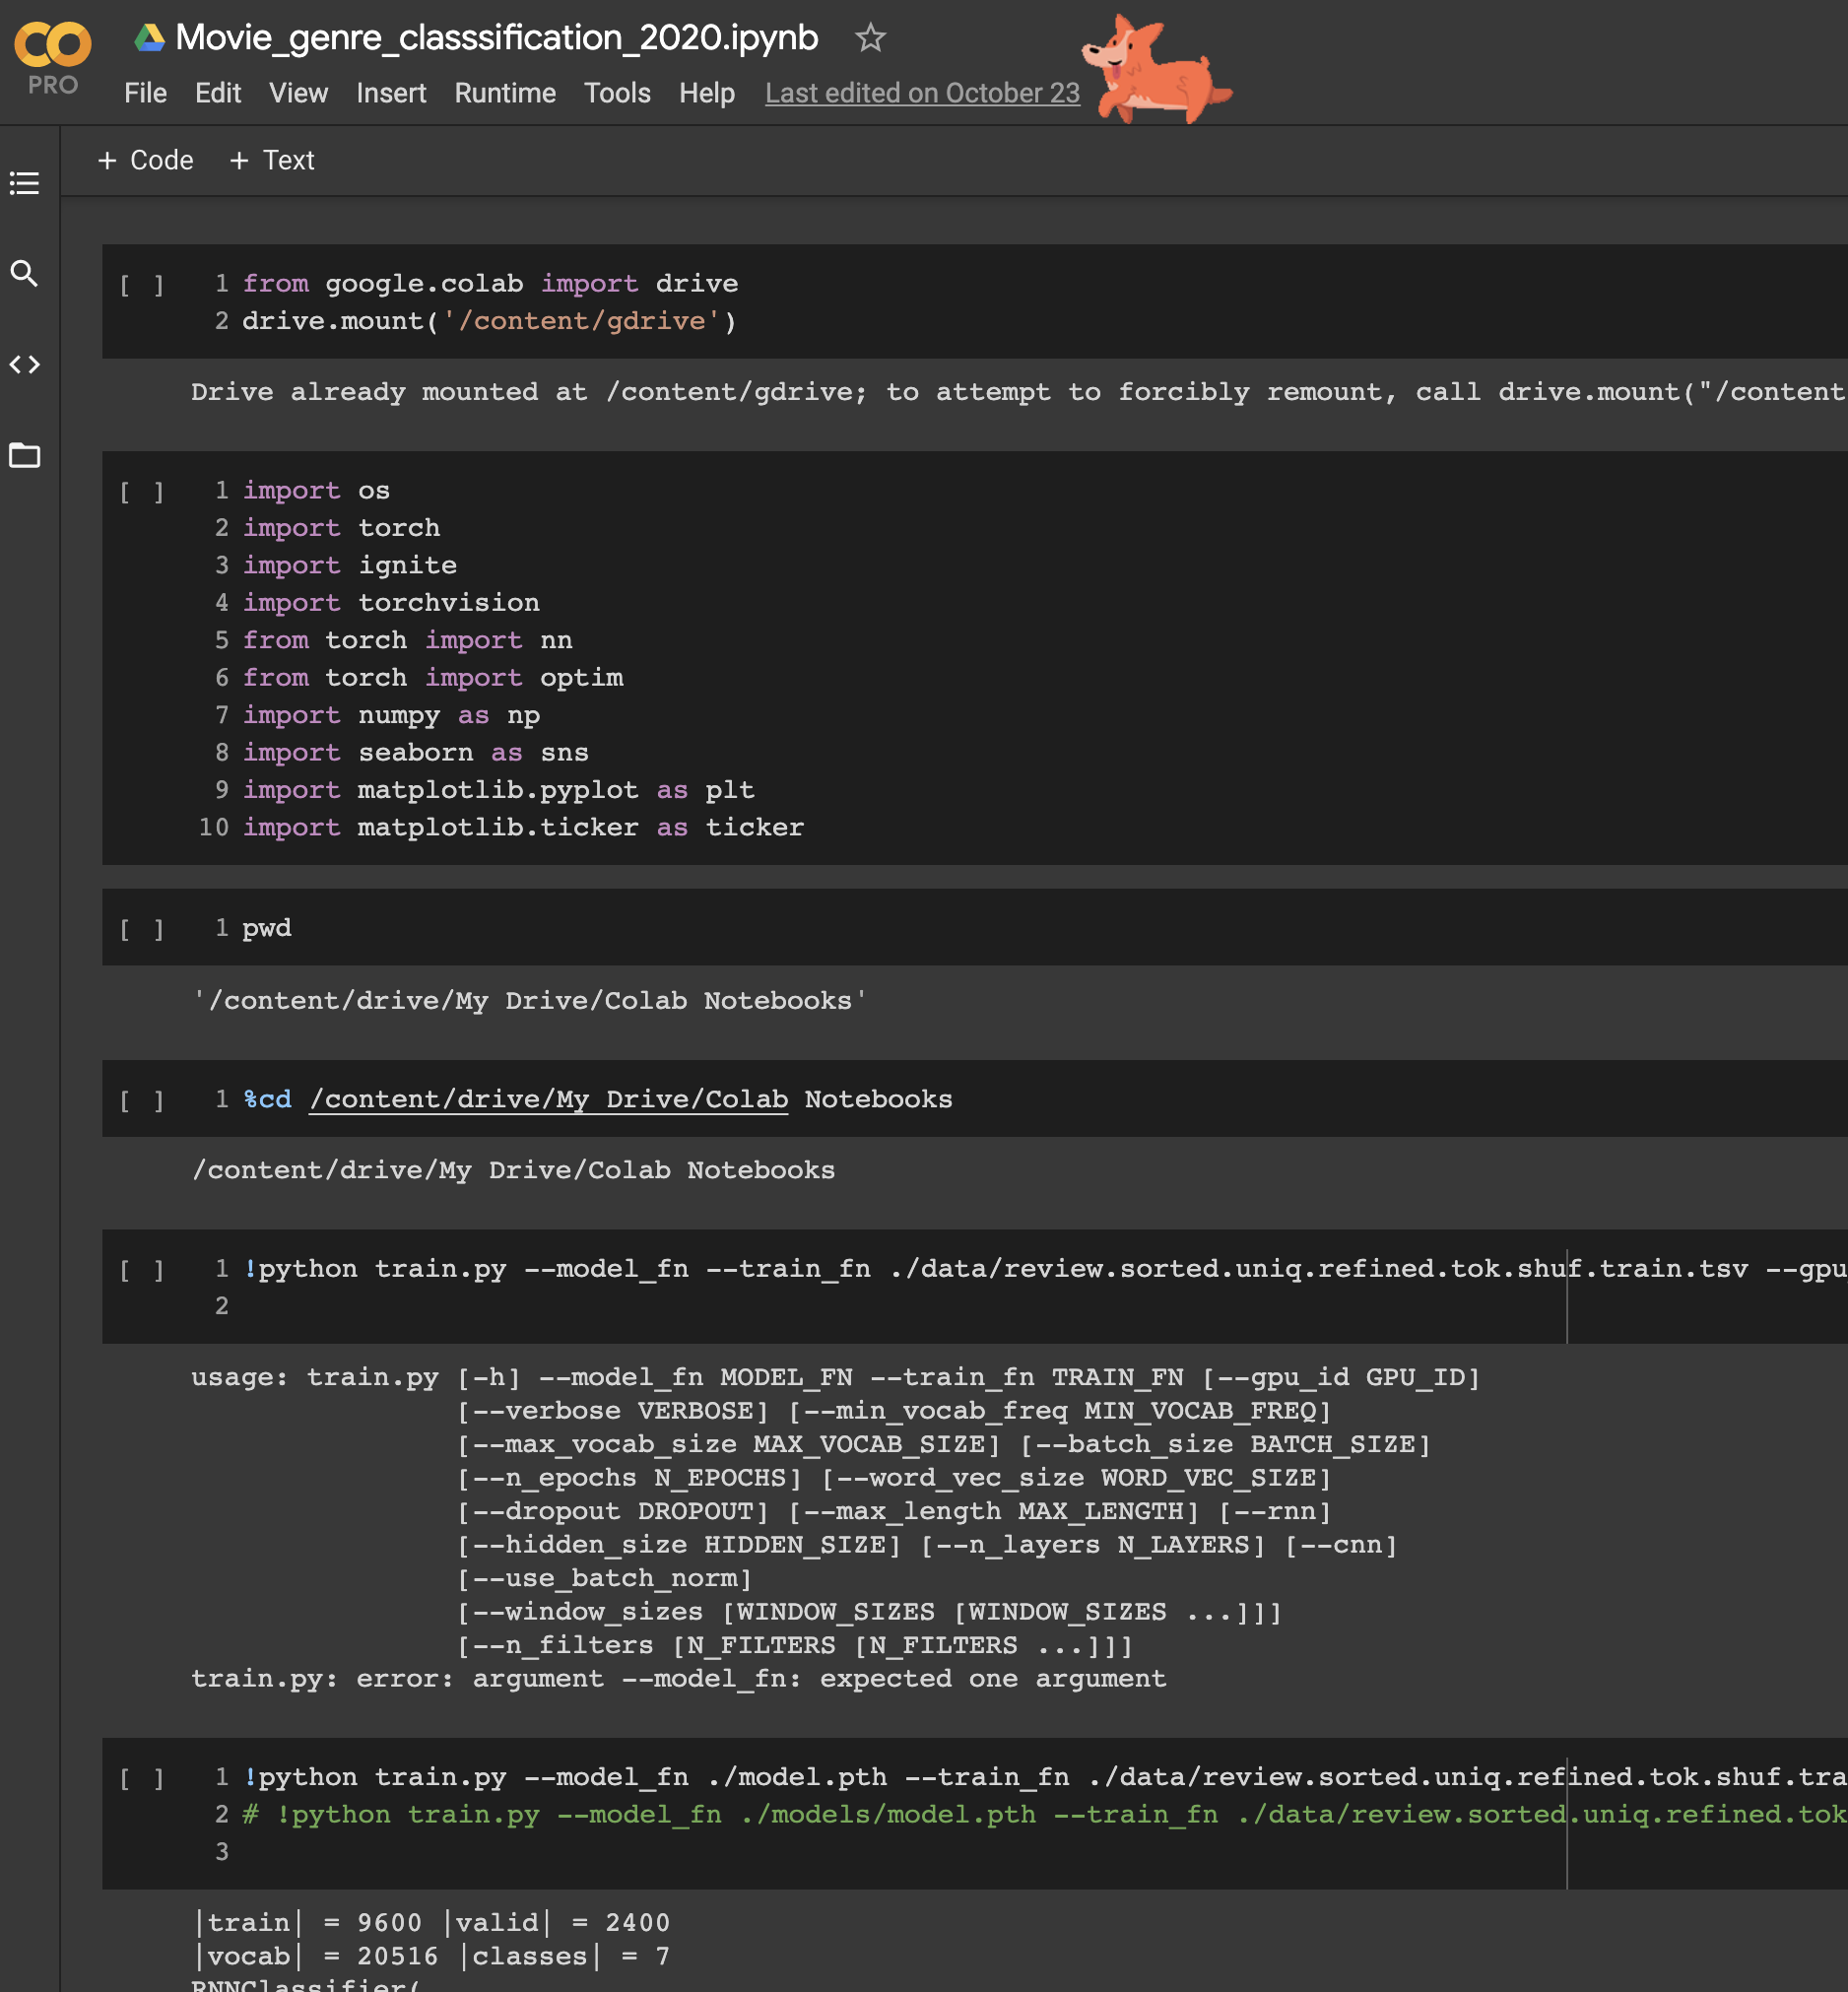 Movie_genre_classsification_2020.ipynb
PRO
File Edit View Insert Runtime Tools Help Last edited on October 23
+ Code + Text
[ ] 1 from google.colab import drive
2 drive.mount('/content/gdrive')
Drive already mounted at /content/gdrive; to attempt to forcibly remount, call drive.mount("/content
[ ] 1 import os
2 import torch
3 import ignite
4 import torchvision
5 from torch import nn
6 from torch import optim
7 import numpy as np
8 import seaborn as sns
9 import matplotlib.pyplot as plt
10 import matplotlib.ticker as ticker
[ ] 1 pwd
'/content/drive/My Drive/Colab Notebooks'
[ ] 1 %cd /content/drive/My Drive/Colab Notebooks
/content/drive/My Drive/Colab Notebooks
[ ] 1 !python train.py --model_fn --train_fn ./data/review.sorted.uniq.refined.tok.shuf.train.tsv --gpu
2
usage: train.py [-h] --model_fn MODEL_FN --train_fn TRAIN_FN [--gpu_id GPU_ID]
[--verbose VERBOSE] [--min_vocab_freq MIN_VOCAB_FREQ]
[--max_vocab_size MAX_VOCAB_SIZE] [--batch_size BATCH_SIZE]
[--n_epochs N_EPOCHS] [--word_vec_size WORD_VEC_SIZE]
[--dropout DROPOUT] [--max_length MAX_LENGTH] [--rnn]
[--hidden_size HIDDEN_SIZE] [--n_layers N_LAYERS] [--cnn]
[--use_batch_norm]
[--window_sizes [WINDOW_SIZES [WINDOW_SIZES ...]]]
[--n_filters [N_FILTERS [N_FILTERS ...]]]
train.py: error: argument --model_fn: expected one argument
[ ] 1 !python train.py --model_fn ./model.pth --train_fn ./data/review.sorted.uniq.refined.tok.shuf.tra
2 # !python train.py --model_fn ./models/model.pth --train_fn ./data/review.sorted.uniq.refined.tok
3
|train| = 9600 |valid| = 2400
|vocab| = 20516 |classes| = 7
RNNClassifier(